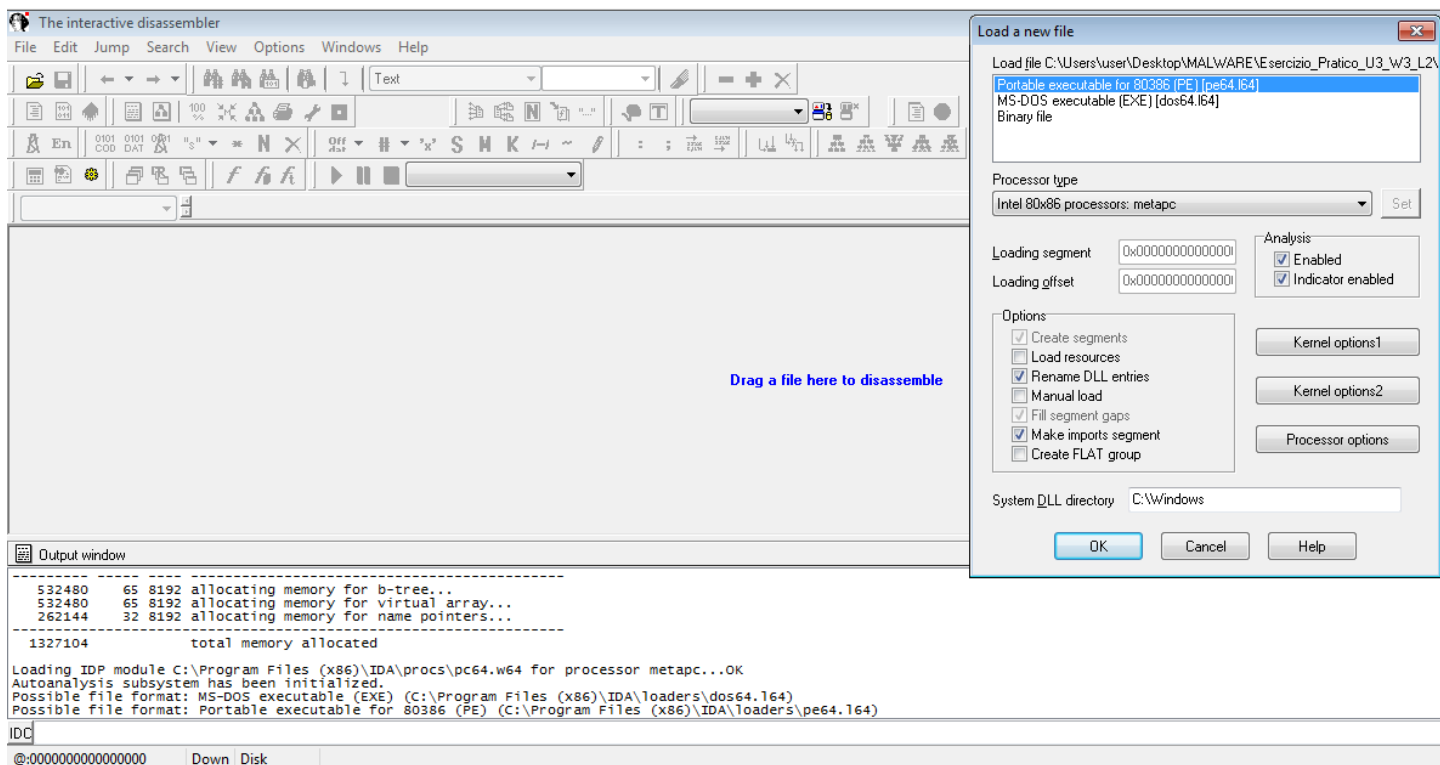 The interactive disassembler
File Edit Jump Search View Options Windows Help
Text
En
Drag a file here to disassemble
Load a new file
Load file C:\Users\user\Desktop\MALWARE\Esercizio_Pratico_U3_W3_L2\
Portable executable for 80386 (PE) [pe64.l64]
MS-DOS executable (EXE) [dos64.l64]
Binary file
Processor type
Intel 80x86 processors: metapc
Set
Loading segment
Loading offset
Analysis
Enabled
Indicator enabled
Options
Create segments
Load resources
Rename DLL entries
Manual load
Fill segment gaps
Make imports segment
Create FLAT group
Kernel options1
Kernel options2
Processor options
System DLL directory C:\Windows
OK Cancel Help
Output window
--------- ----- ---- --------------------------------------------
532480 65 8192 allocating memory for b-tree...
532480 65 8192 allocating memory for virtual array...
262144 32 8192 allocating memory for name pointers...
-----------------------------------------------------------------
1327104 total memory allocated
Loading IDP module C:\Program Files (x86)\IDA\procs\pc64.w64 for processor metapc...OK
Autoanalysis subsystem has been initialized.
Possible file format: MS-DOS executable (EXE) (C:\Program Files (x86)\IDA\loaders\dos64.l64)
Possible file format: Portable executable for 80386 (PE) (C:\Program Files (x86)\IDA\loaders\pe64.l64)
IDC
@:0000000000000000 Down Disk